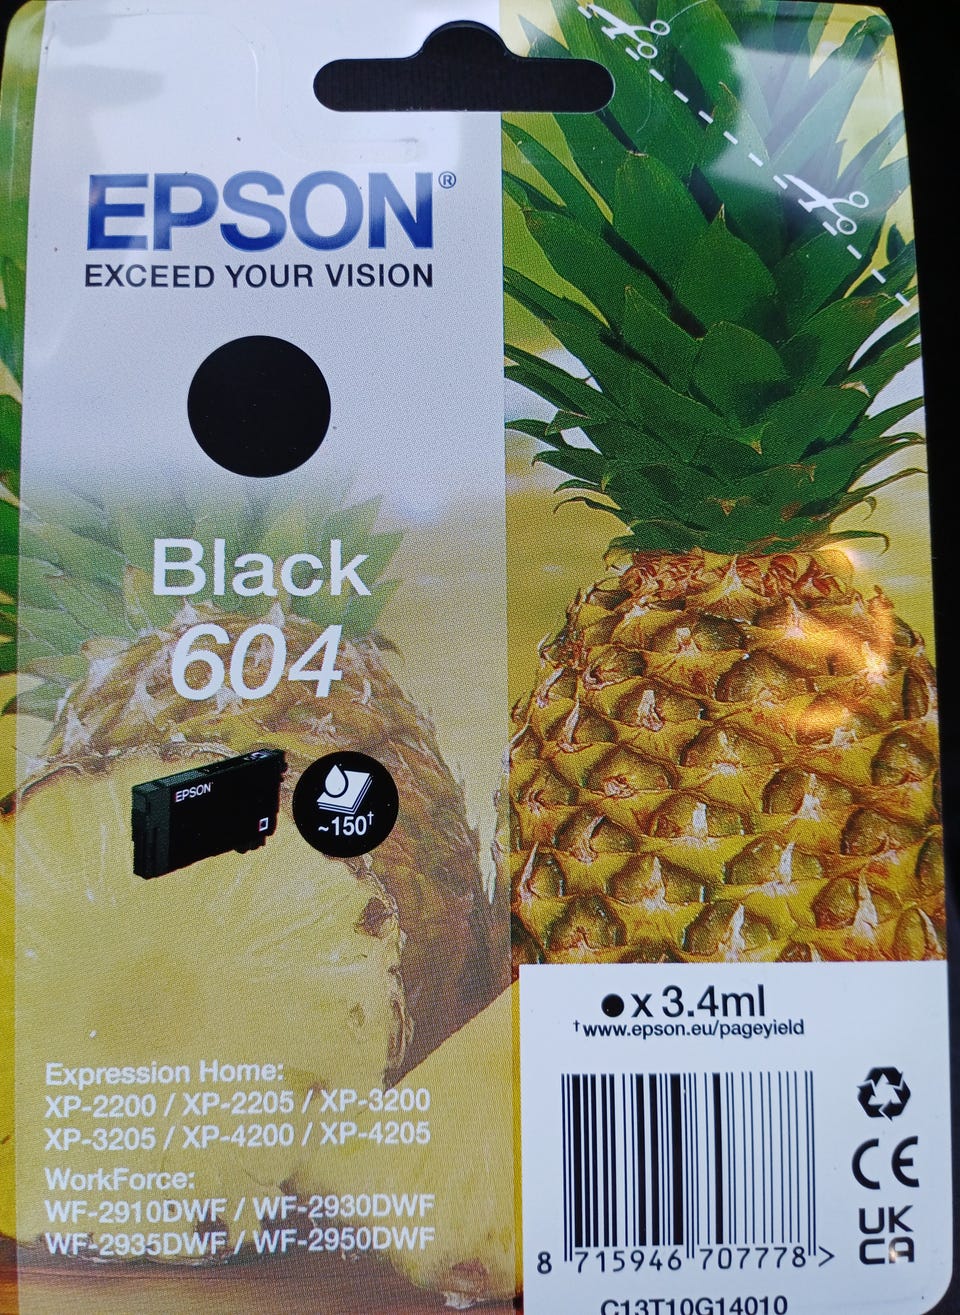 EPSON®
EXCEED YOUR VISION
Black
604
EPSON
~150†
x 3.4ml
†www.epson.eu/pageyield
Expression Home:
XP-2200 / XP-2205 / XP-3200
XP-3205 / XP-4200 / XP-4205
WorkForce:
WF-2910DWF / WF-2930DWF
WF-2935DWF / WF-2950DWF
CE
UK
CA
8 715946 707778 >
C13T10G14010